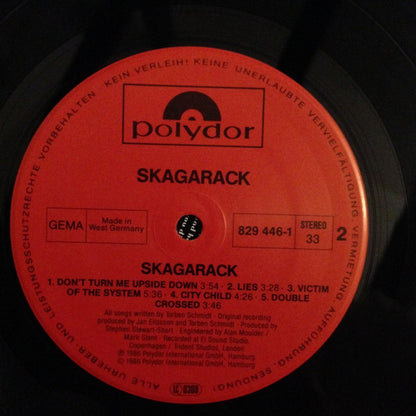 ALLE URHEBER UND LEISTUNGSSCHUTZRECHTE VORBEHALTEN · KEIN VERLEIH! KEINE UNERLAUBTE VERVIELFÄLTIGUNG, VERMIETUNG, AUFFÜHRUNG, SENDUNG!
polydor
SKAGARACK
GEMA
Made in
West Germany
829 446-1
STEREO
33
2
SKAGARACK
1. DON'T TURN ME UPSIDE DOWN 3:54 · 2. LIES 3:28 · 3. VICTIM
OF THE SYSTEM 5:36 · 4. CITY CHILD 4:26 · 5. DOUBLE
CROSSED 3:46
All songs written by Torben Schmidt · Original recording
produced by Jan Eliasson and Torben Schmidt · Produced by
Stephen Stewart-Short · Engineered by Alan Moulder /
Mark Stent · Recorded at El Sound Studio,
Copenhagen / Trident Studios, London
℗ 1986 Polydor International GmbH, Hamburg
© 1986 Polydor International GmbH, Hamburg
LC 0309